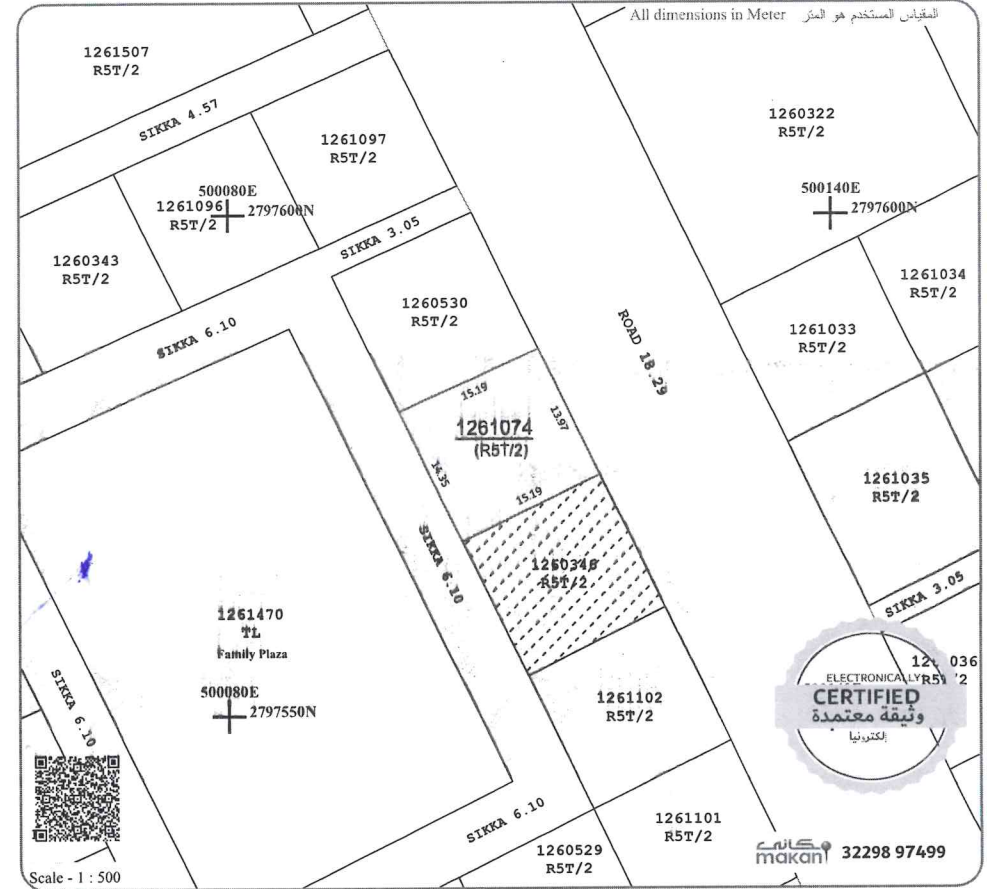 All dimensions in Meter المقياس المستخدم هو المتر
1261507
R5T/2
SIKKA 4.57
1261097
R5T/2
1260322
R5T/2
500080E
1261096
2797600N
R5T/2
500140E
2797600N
1260343
R5T/2
SIKKA 3.05
1261034
R5T/2
1260530
R5T/2
SIKKA 6.10
ROAD 18.29
1261033
R5T/2
15.19
13.97
1261074
(R5T/2)
14.35
15.19
1261035
R5T/2
SIKKA 6.10
1260346
R5T/2
SIKKA 3.05
1261470
TL
Family Plaza
500080E
2797550N
SIKKA 6.10
1261102
R5T/2
036
ELECTRONICALLY
CERTIFIED
وثيقة معتمدة
إلكترونيا
SIKKA 6.10
1261101
R5T/2
1260529
R5T/2
مكاني
makani
32298 97499
Scale - 1 : 500